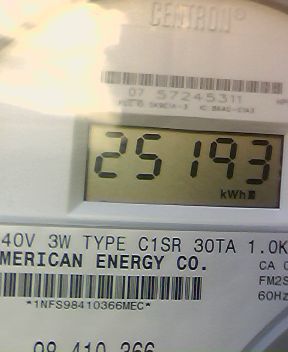 CENTRON®
07 57245311
25193
kWh
40V 3W TYPE C1SR 30TA 1.0K
MERICAN ENERGY CO.
CA 0
FM2S
*1NFS98410366MEC*
60Hz
98 410 366